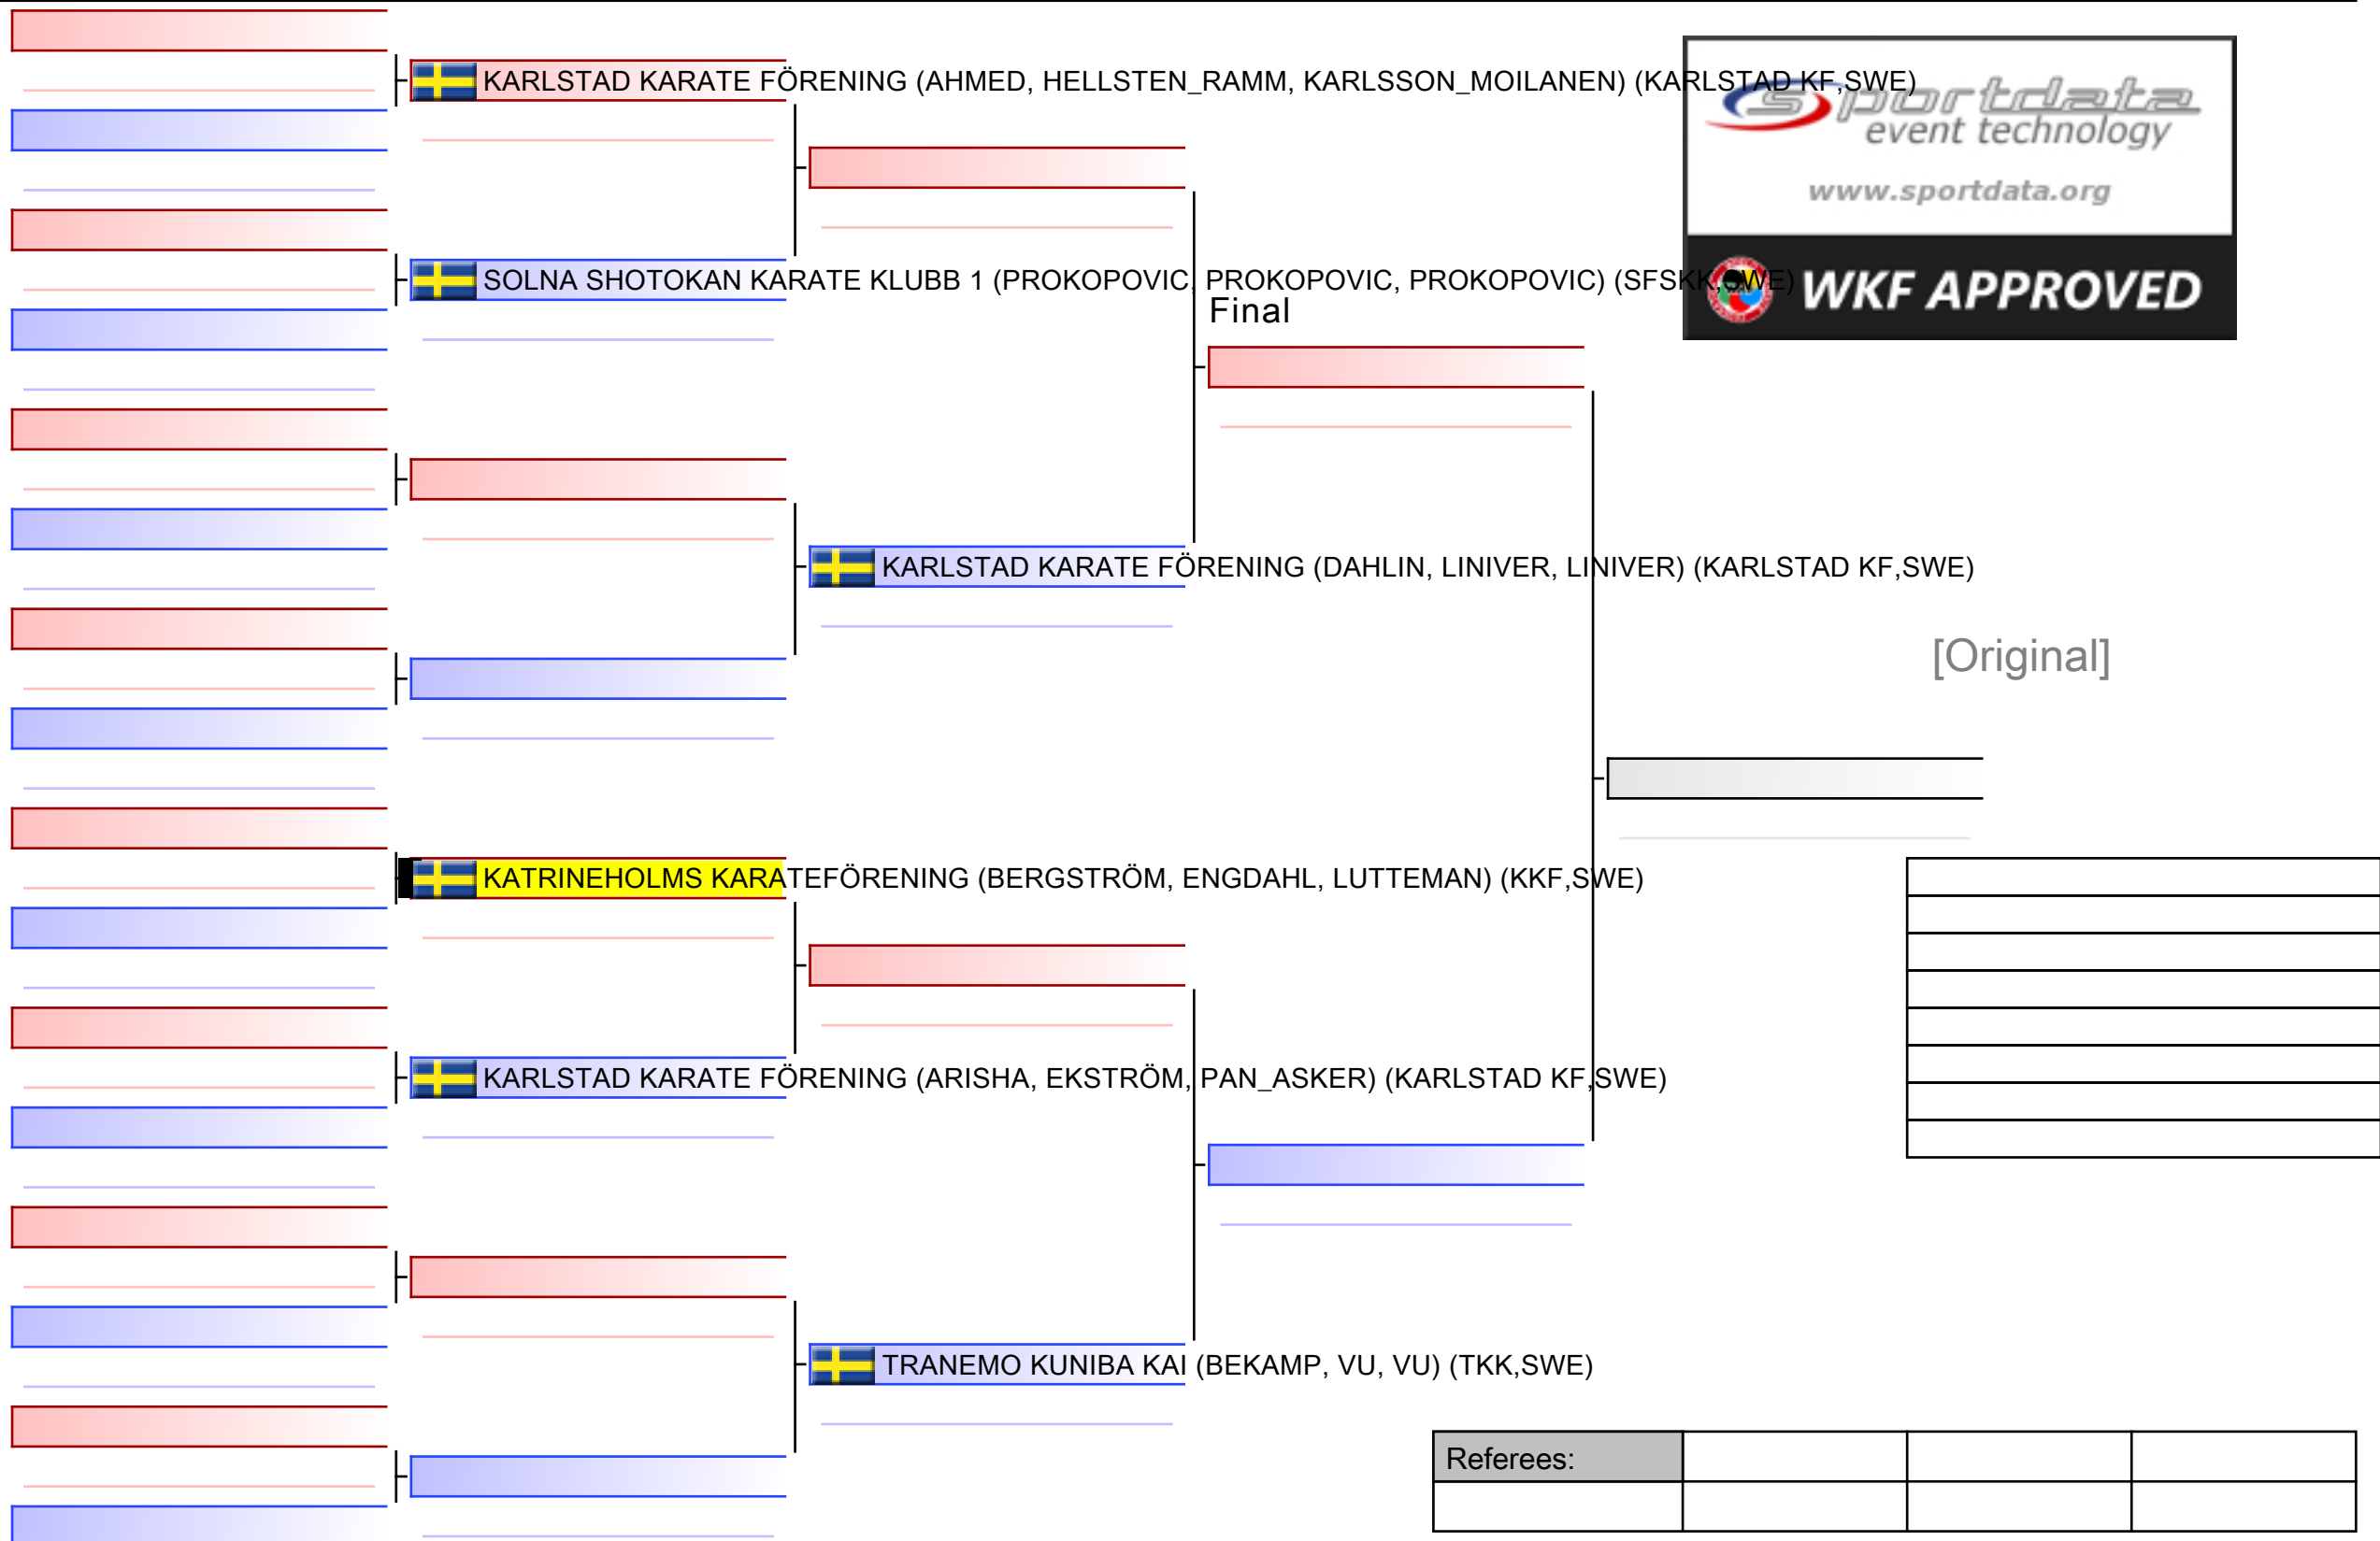 KARLSTAD KARATE FÖRENING (AHMED, HELLSTEN_RAMM, KARLSSON_MOILANEN) (KARLSTAD KF,SWE)
sportdata
event technology
www.sportdata.org
SOLNA SHOTOKAN KARATE KLUBB 1 (PROKOPOVIC, PROKOPOVIC, PROKOPOVIC) (SFSKK,SWE)
WKF APPROVED
Final
KARLSTAD KARATE FÖRENING (DAHLIN, LINIVER, LINIVER) (KARLSTAD KF,SWE)
[Original]
KATRINEHOLMS KARATEFÖRENING (BERGSTRÖM, ENGDAHL, LUTTEMAN) (KKF,SWE)
KARLSTAD KARATE FÖRENING (ARISHA, EKSTRÖM, PAN_ASKER) (KARLSTAD KF,SWE)
TRANEMO KUNIBA KAI (BEKAMP, VU, VU) (TKK,SWE)
Referees: